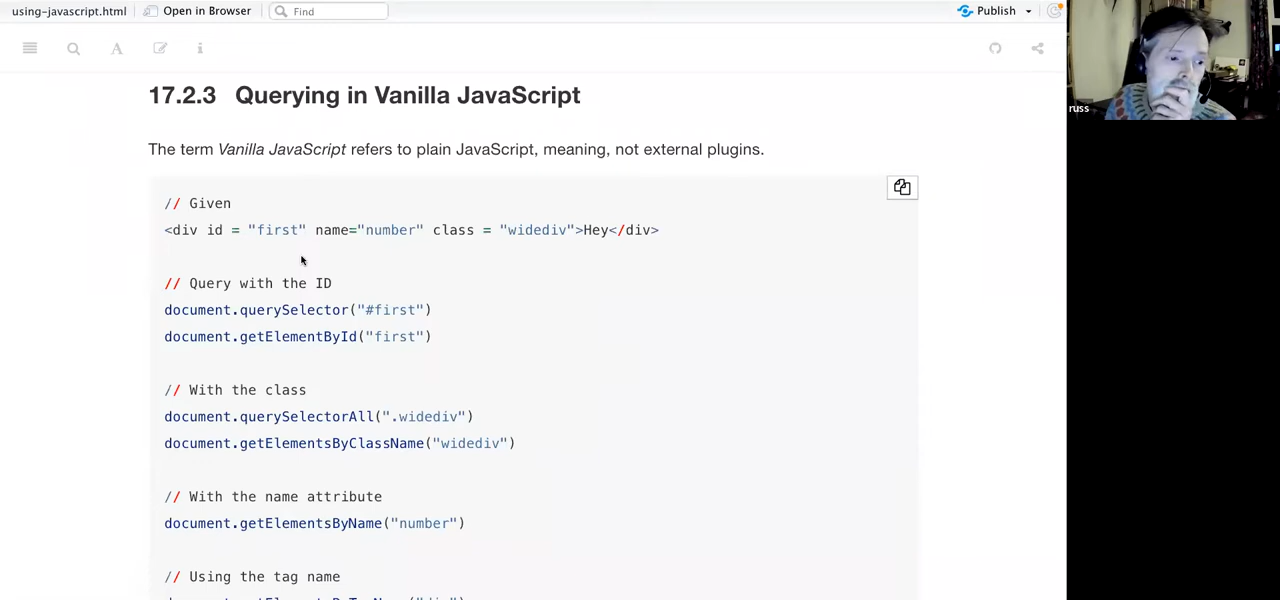 using-javascript.html Open in Browser Find Publish
17.2.3 Querying in Vanilla JavaScript
russ
The term Vanilla JavaScript refers to plain JavaScript, meaning, not external plugins.
// Given
<div id = "first" name="number" class = "widediv">Hey</div>
// Query with the ID
document.querySelector("#first")
document.getElementById("first")
// With the class
document.querySelectorAll(".widediv")
document.getElementsByClassName("widediv")
// With the name attribute
document.getElementsByName("number")
// Using the tag name